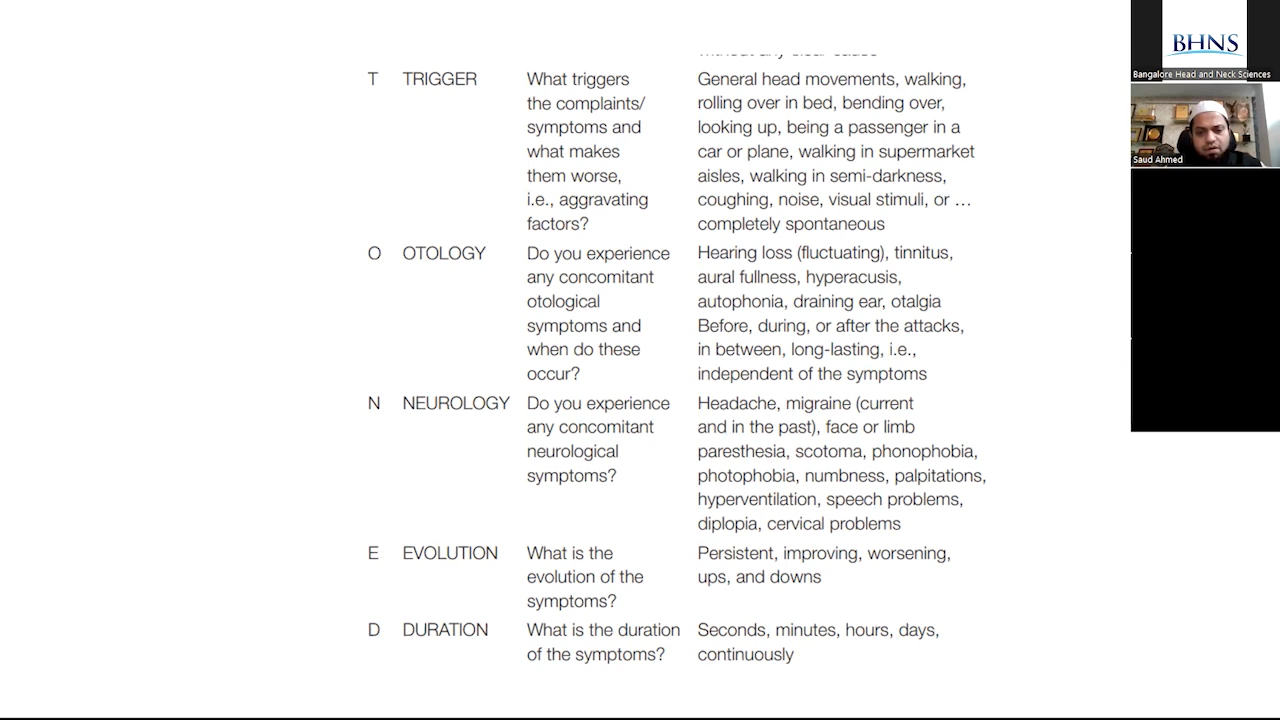 T TRIGGER What triggers General head movements, walking,
the complaints/ rolling over in bed, bending over,
symptoms and looking up, being a passenger in a
what makes car or plane, walking in supermarket
them worse, aisles, walking in semi-darkness,
i.e., aggravating coughing, noise, visual stimuli, or ...
factors? completely spontaneous
O OTOLOGY Do you experience Hearing loss (fluctuating), tinnitus,
any concomitant aural fullness, hyperacusis,
otological autophonia, draining ear, otalgia
symptoms and Before, during, or after the attacks,
when do these in between, long-lasting, i.e.,
occur? independent of the symptoms
N NEUROLOGY Do you experience Headache, migraine (current
any concomitant and in the past), face or limb
neurological paresthesia, scotoma, phonophobia,
symptoms? photophobia, numbness, palpitations,
hyperventilation, speech problems,
diplopia, cervical problems
E EVOLUTION What is the Persistent, improving, worsening,
evolution of the ups, and downs
symptoms?
D DURATION What is the duration Seconds, minutes, hours, days,
of the symptoms? continuously
BHNS
Bangalore Head and Neck Sciences
Saud Ahmed